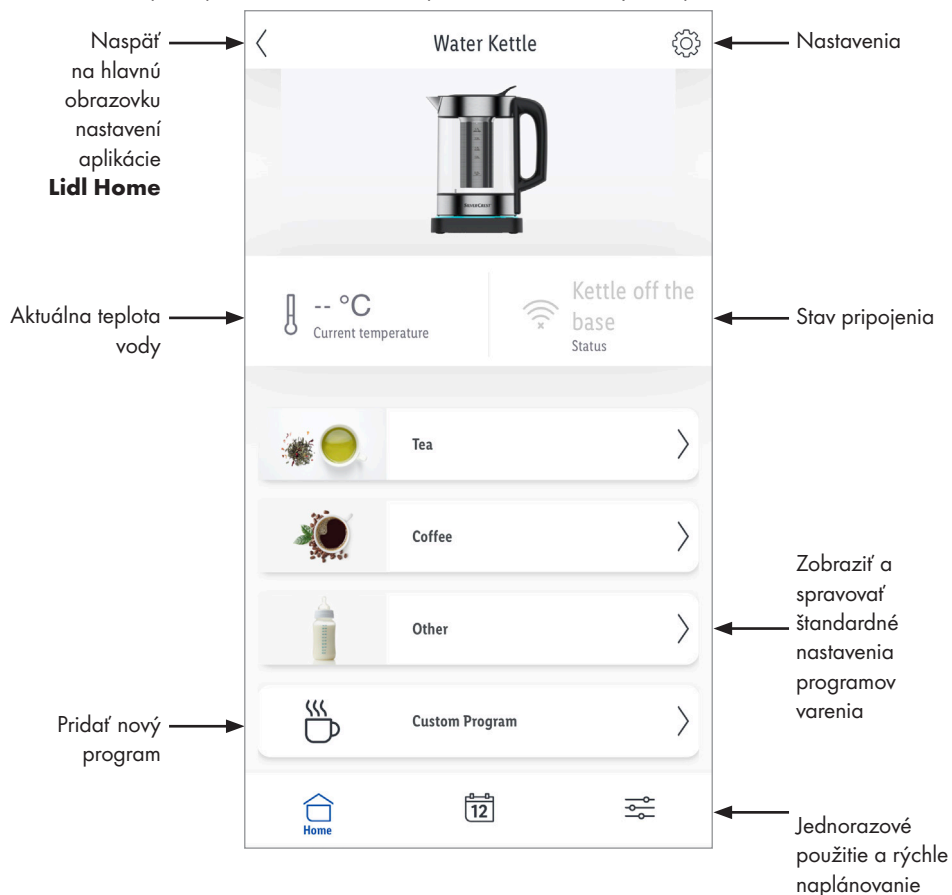 Naspäť
na hlavnú
obrazovku
nastavení
aplikácie
Lidl Home
Water Kettle
Nastavenia
SILVERCREST
Aktuálna teplota
vody
-- °C
Current temperature
Kettle off the
base
Status
Stav pripojenia
Tea
Coffee
Other
Zobraziť a
spravovať
štandardné
nastavenia
programov
varenia
Pridať nový
program
Custom Program
Home
12
Jednorazové
použitie a rýchle
naplánovanie